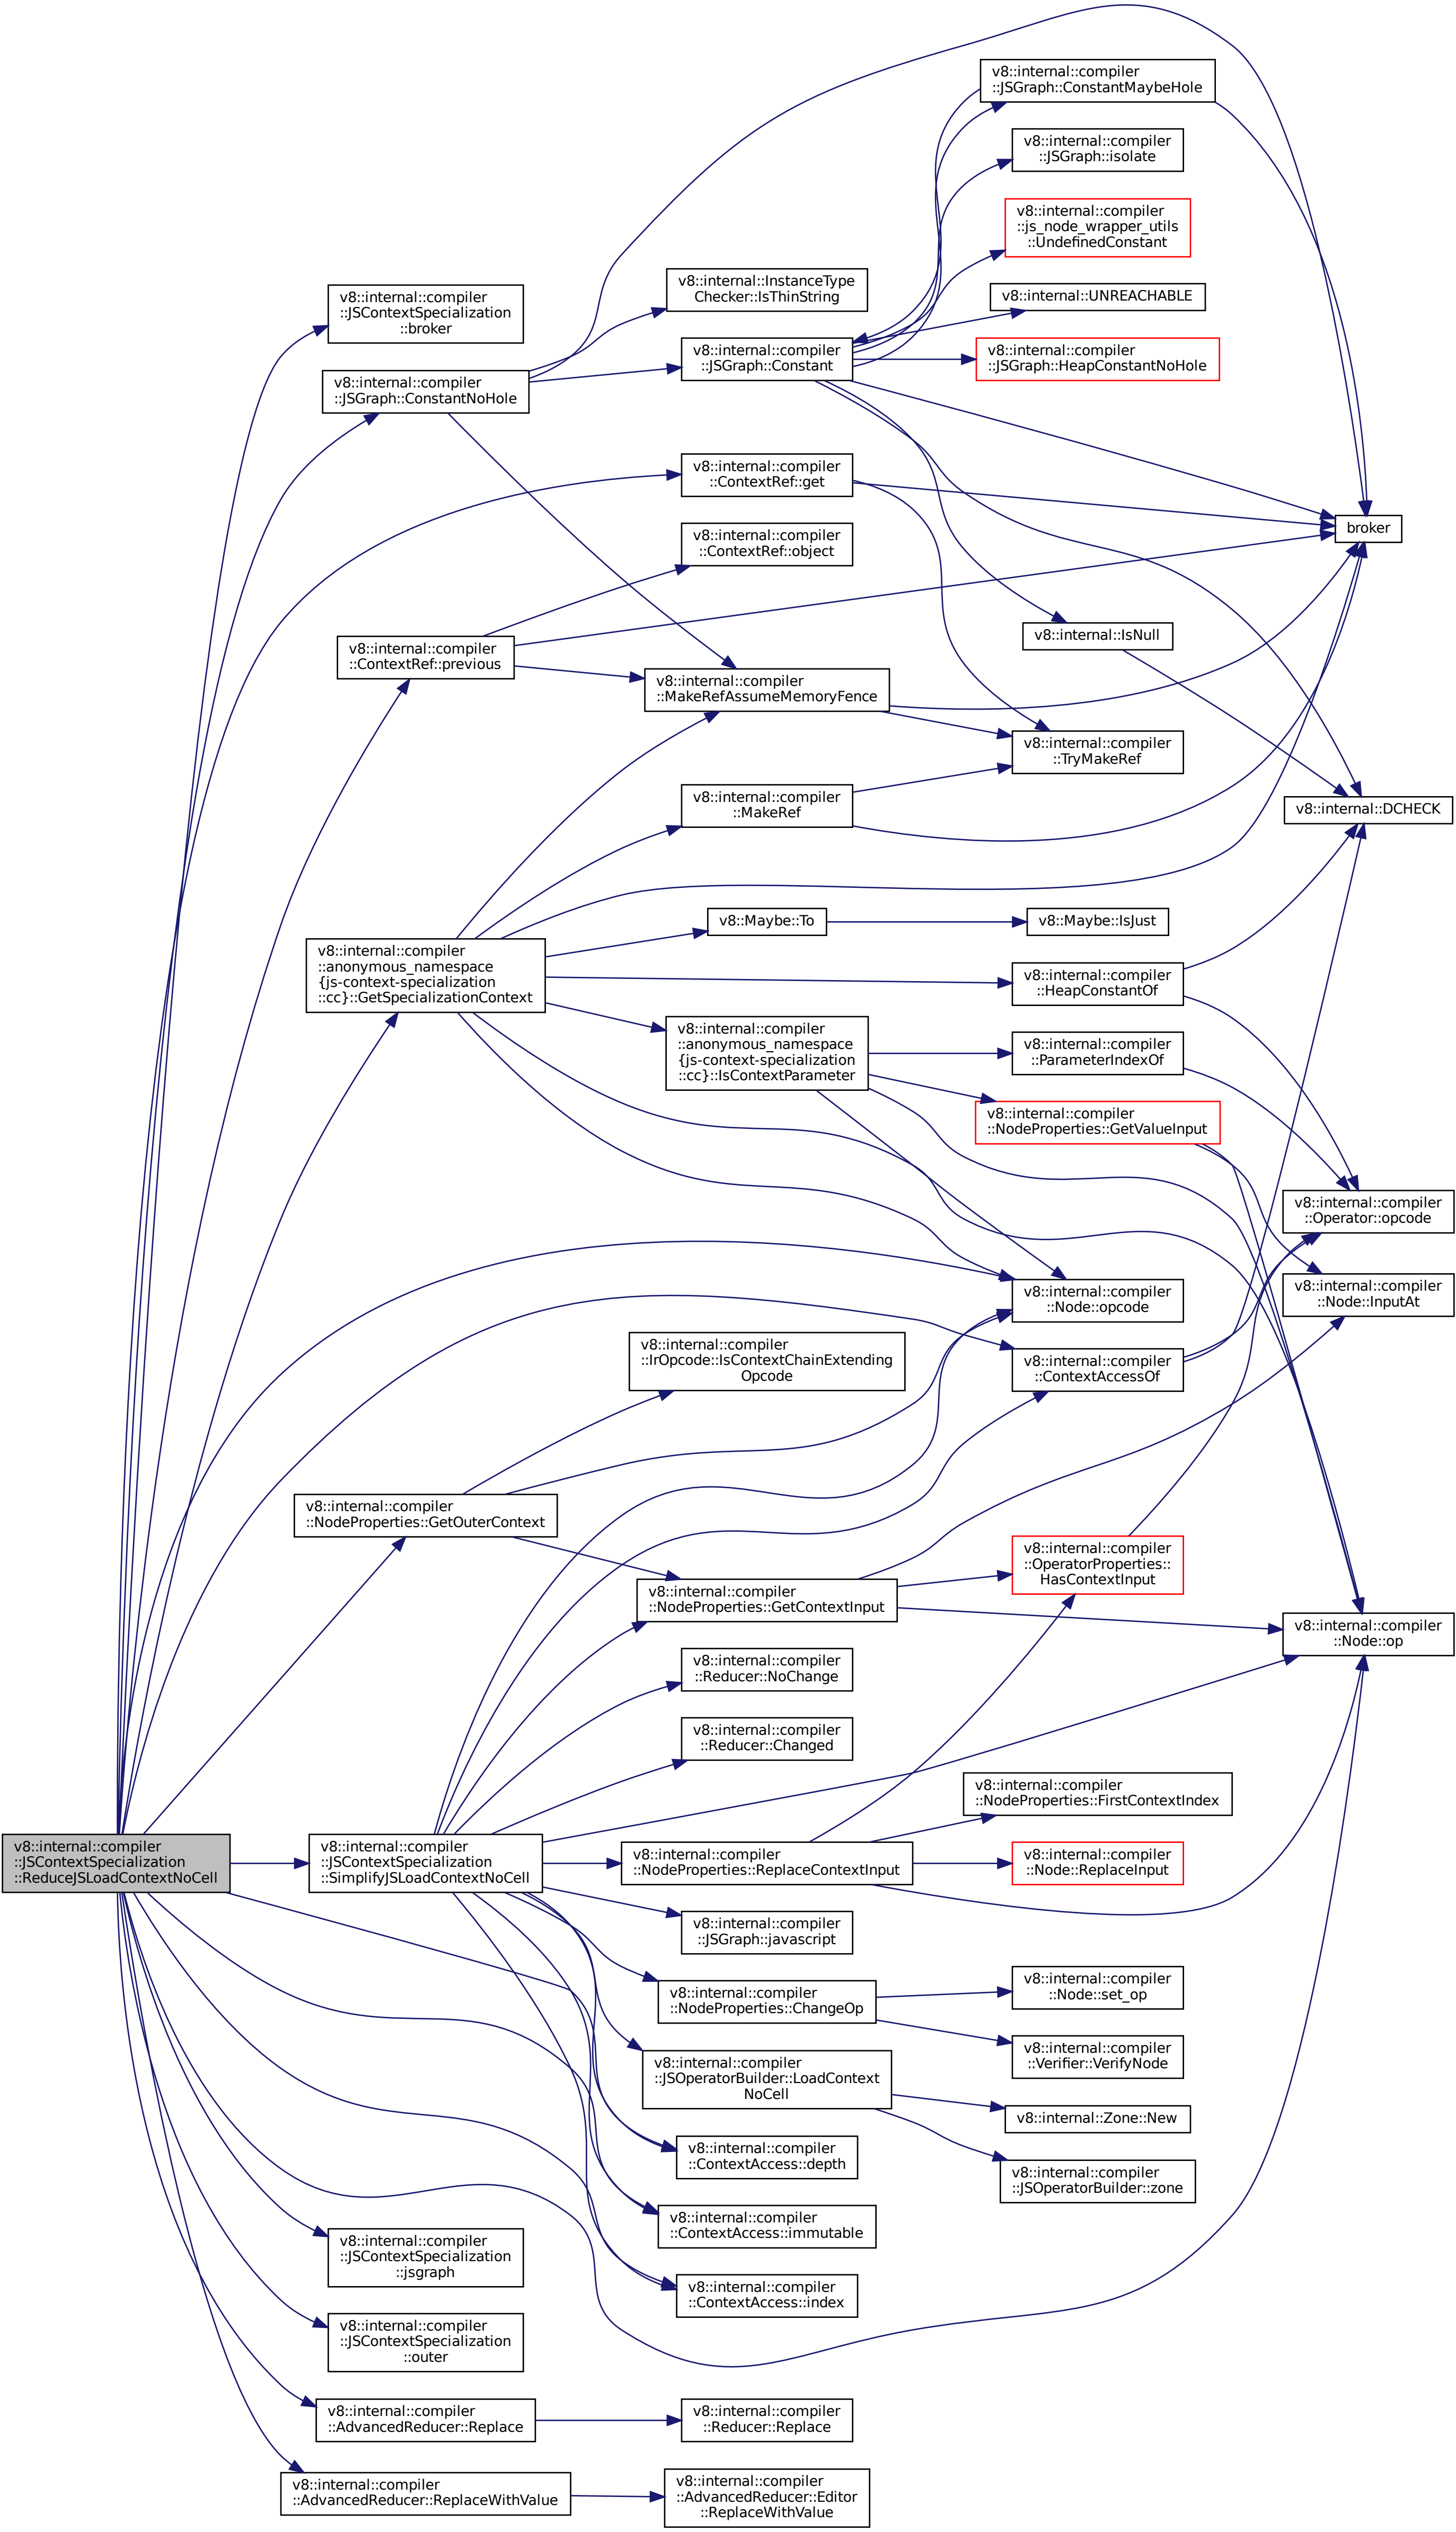 v8::internal::compiler
::JSGraph::ConstantMaybeHole
v8::internal::compiler
::JSGraph::isolate
v8::internal::compiler
::js_node_wrapper_utils
::UndefinedConstant
v8::internal::InstanceType
Checker::IsThinString
v8::internal::UNREACHABLE
v8::internal::compiler
::JSContextSpecialization
::broker
v8::internal::compiler
::JSGraph::Constant
v8::internal::compiler
::JSGraph::HeapConstantNoHole
v8::internal::compiler
::JSGraph::ConstantNoHole
v8::internal::compiler
::ContextRef::get
broker
v8::internal::compiler
::ContextRef::object
v8::internal::IsNull
v8::internal::compiler
::ContextRef::previous
v8::internal::compiler
::MakeRefAssumeMemoryFence
v8::internal::compiler
::TryMakeRef
v8::internal::compiler
::MakeRef
v8::internal::DCHECK
v8::Maybe::To
v8::Maybe::IsJust
v8::internal::compiler
::anonymous_namespace
{js-context-specialization
::cc}::GetSpecializationContext
v8::internal::compiler
::HeapConstantOf
v8::internal::compiler
::anonymous_namespace
{js-context-specialization
::cc}::IsContextParameter
v8::internal::compiler
::ParameterIndexOf
v8::internal::compiler
::NodeProperties::GetValueInput
v8::internal::compiler
::Operator::opcode
v8::internal::compiler
::Node::InputAt
v8::internal::compiler
::Node::opcode
v8::internal::compiler
::IrOpcode::IsContextChainExtending
Opcode
v8::internal::compiler
::ContextAccessOf
v8::internal::compiler
::NodeProperties::GetOuterContext
v8::internal::compiler
::OperatorProperties::
HasContextInput
v8::internal::compiler
::NodeProperties::GetContextInput
v8::internal::compiler
::Node::op
v8::internal::compiler
::Reducer::NoChange
v8::internal::compiler
::Reducer::Changed
v8::internal::compiler
::NodeProperties::FirstContextIndex
v8::internal::compiler
::JSContextSpecialization
::ReduceJSLoadContextNoCell
v8::internal::compiler
::JSContextSpecialization
::SimplifyJSLoadContextNoCell
v8::internal::compiler
::NodeProperties::ReplaceContextInput
v8::internal::compiler
::Node::ReplaceInput
v8::internal::compiler
::JSGraph::javascript
v8::internal::compiler
::NodeProperties::ChangeOp
v8::internal::compiler
::Node::set_op
v8::internal::compiler
::Verifier::VerifyNode
v8::internal::compiler
::JSOperatorBuilder::LoadContext
NoCell
v8::internal::Zone::New
v8::internal::compiler
::ContextAccess::depth
v8::internal::compiler
::JSOperatorBuilder::zone
v8::internal::compiler
::ContextAccess::immutable
v8::internal::compiler
::JSContextSpecialization
::jsgraph
v8::internal::compiler
::ContextAccess::index
v8::internal::compiler
::JSContextSpecialization
::outer
v8::internal::compiler
::AdvancedReducer::Replace
v8::internal::compiler
::Reducer::Replace
v8::internal::compiler
::AdvancedReducer::ReplaceWithValue
v8::internal::compiler
::AdvancedReducer::Editor
::ReplaceWithValue